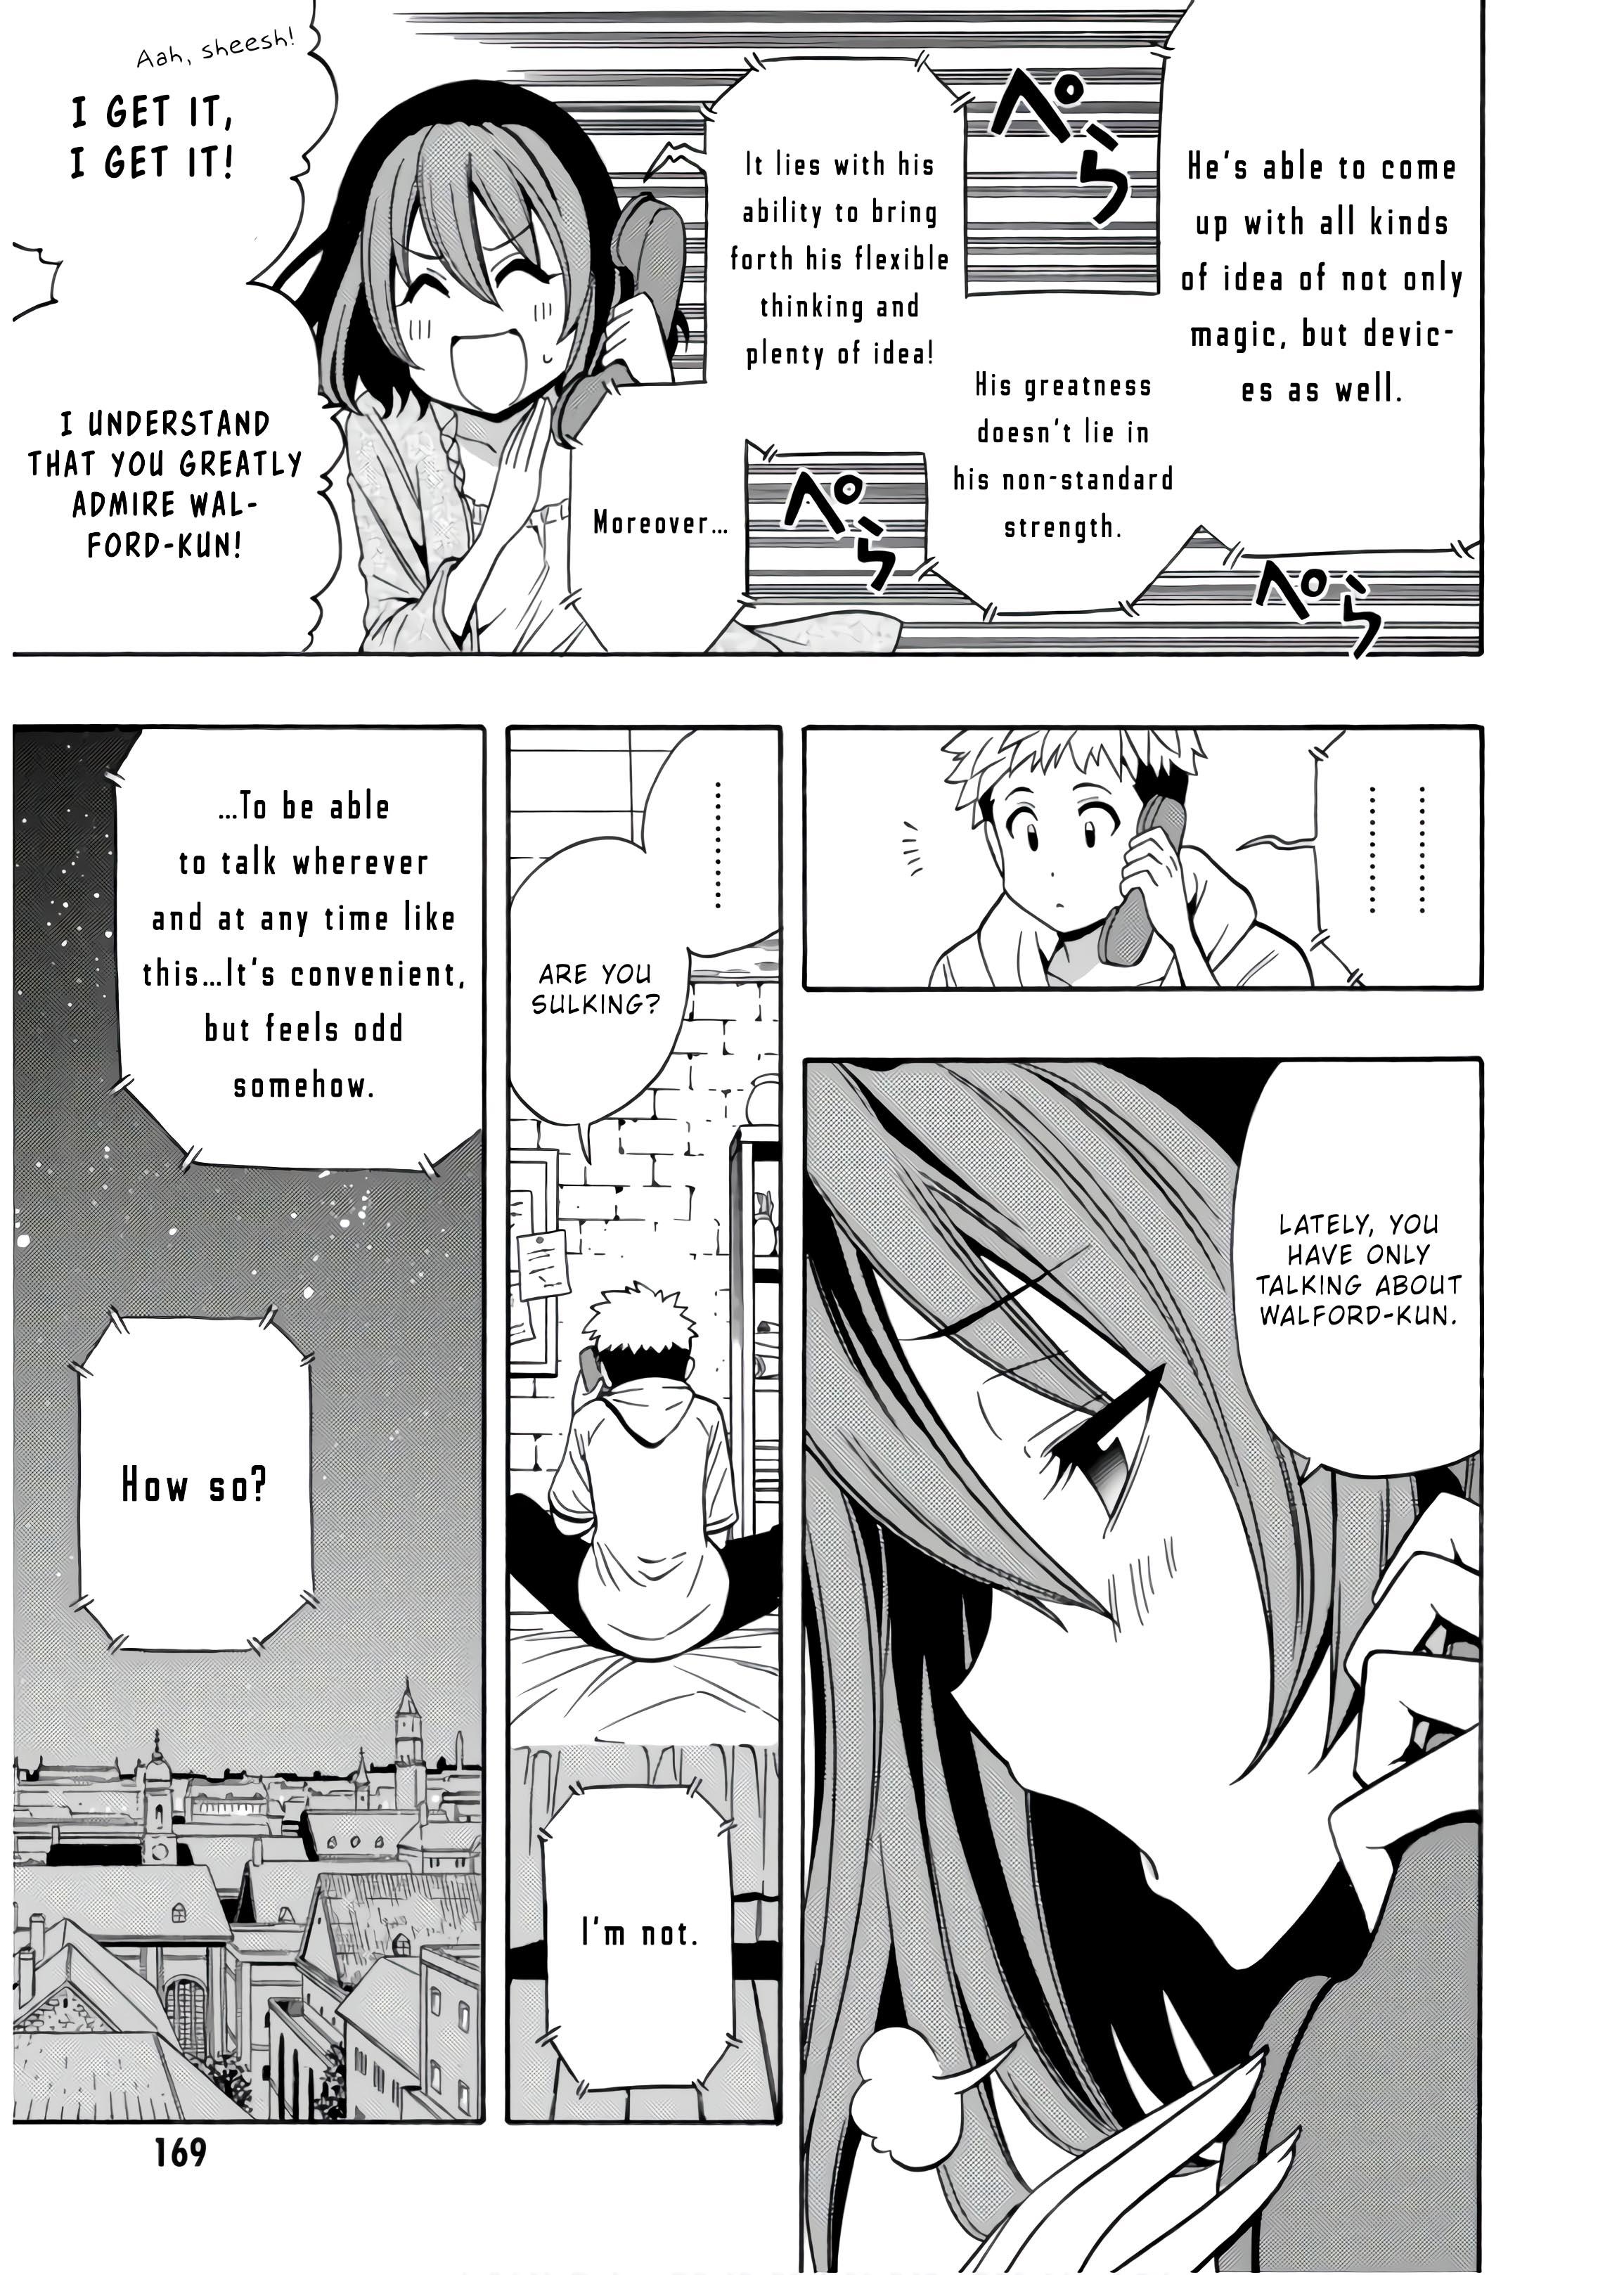 He's able to come
up with all kinds
of idea of not only
magic, but devic-
es as well.
ぺら
His greatness
doesn't lie in
his non-standard
strength.
ぺら
It lies with his
ability to bring
forth his flexible
thinking and
plenty of idea!
ぺら
Moreover...
Aah, sheesh!
I GET IT,
I GET IT!
I UNDERSTAND
THAT YOU GREATLY
ADMIRE WAL-
FORD-KUN!
..........
..........
LATELY, YOU
HAVE ONLY
TALKING ABOUT
WALFORD-KUN.
..........
ARE YOU
SULKING?
I'm not.
...To be able
to talk wherever
and at any time like
this...It's convenient,
but feels odd
somehow.
How so?
169